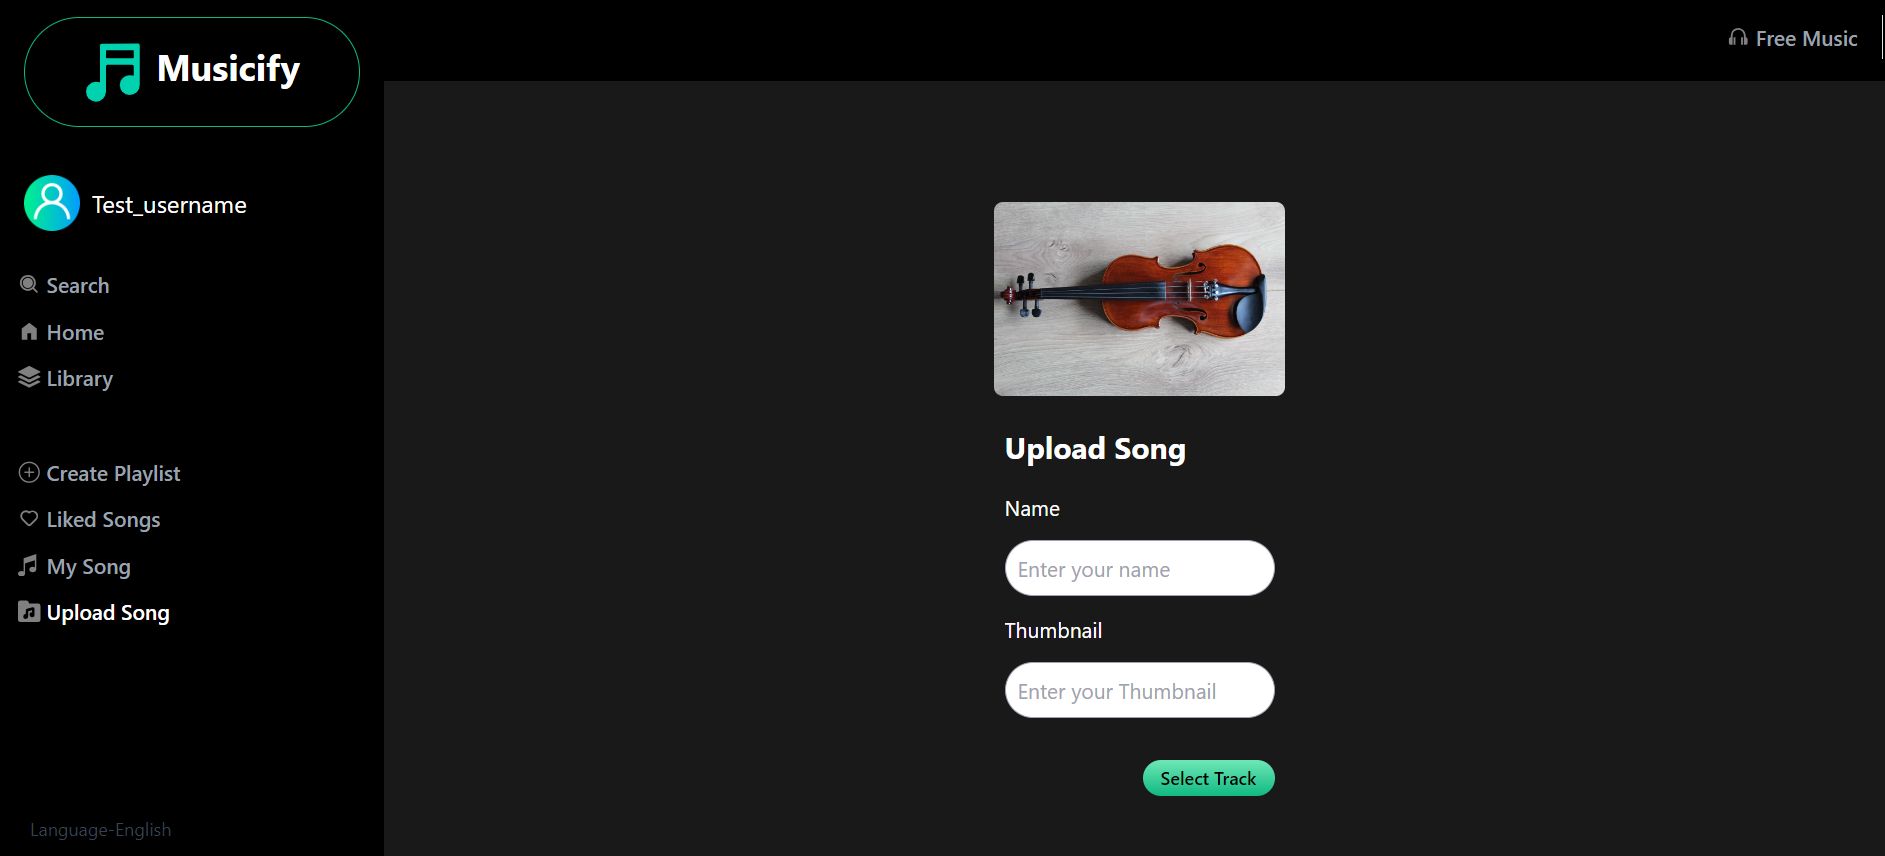 Musicify
Free Music
Test_username
Search
Home
Library
Create Playlist
Liked Songs
My Song
Upload Song
Language-English
Upload Song
Name
Enter your name
Thumbnail
Enter your Thumbnail
Select Track